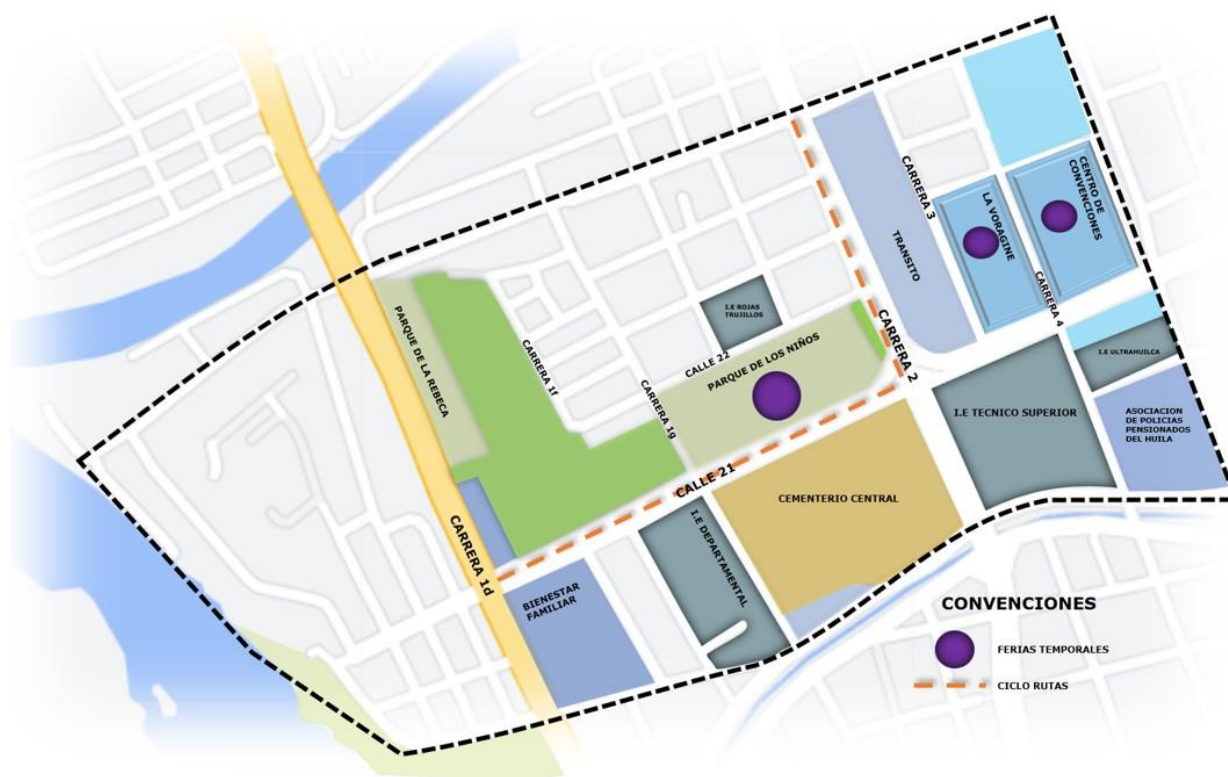 CARRERA 3
CENTRO DE
CONVENCIONES
LA VORAGINE
TRANSITO
CARRERA 4
I.E ROJAS
TRUJILLOS
PARQUE DE LA REBECA
CARRERA 1f
CALLE 22
PARQUE DE LOS NIÑOS
CARRERA 2
I.E ULTRAHUILCA
CARRERA 1g
I.E TECNICO SUPERIOR
ASOCIACION
DE POLICIAS
PENSIONADOS
DEL HUILA
CALLE 21
CEMENTERIO CENTRAL
CARRERA 1d
I.E DEPARTAMENTAL
BIENESTAR
FAMILIAR
CONVENCIONES
FERIAS TEMPORALES
CICLO RUTAS